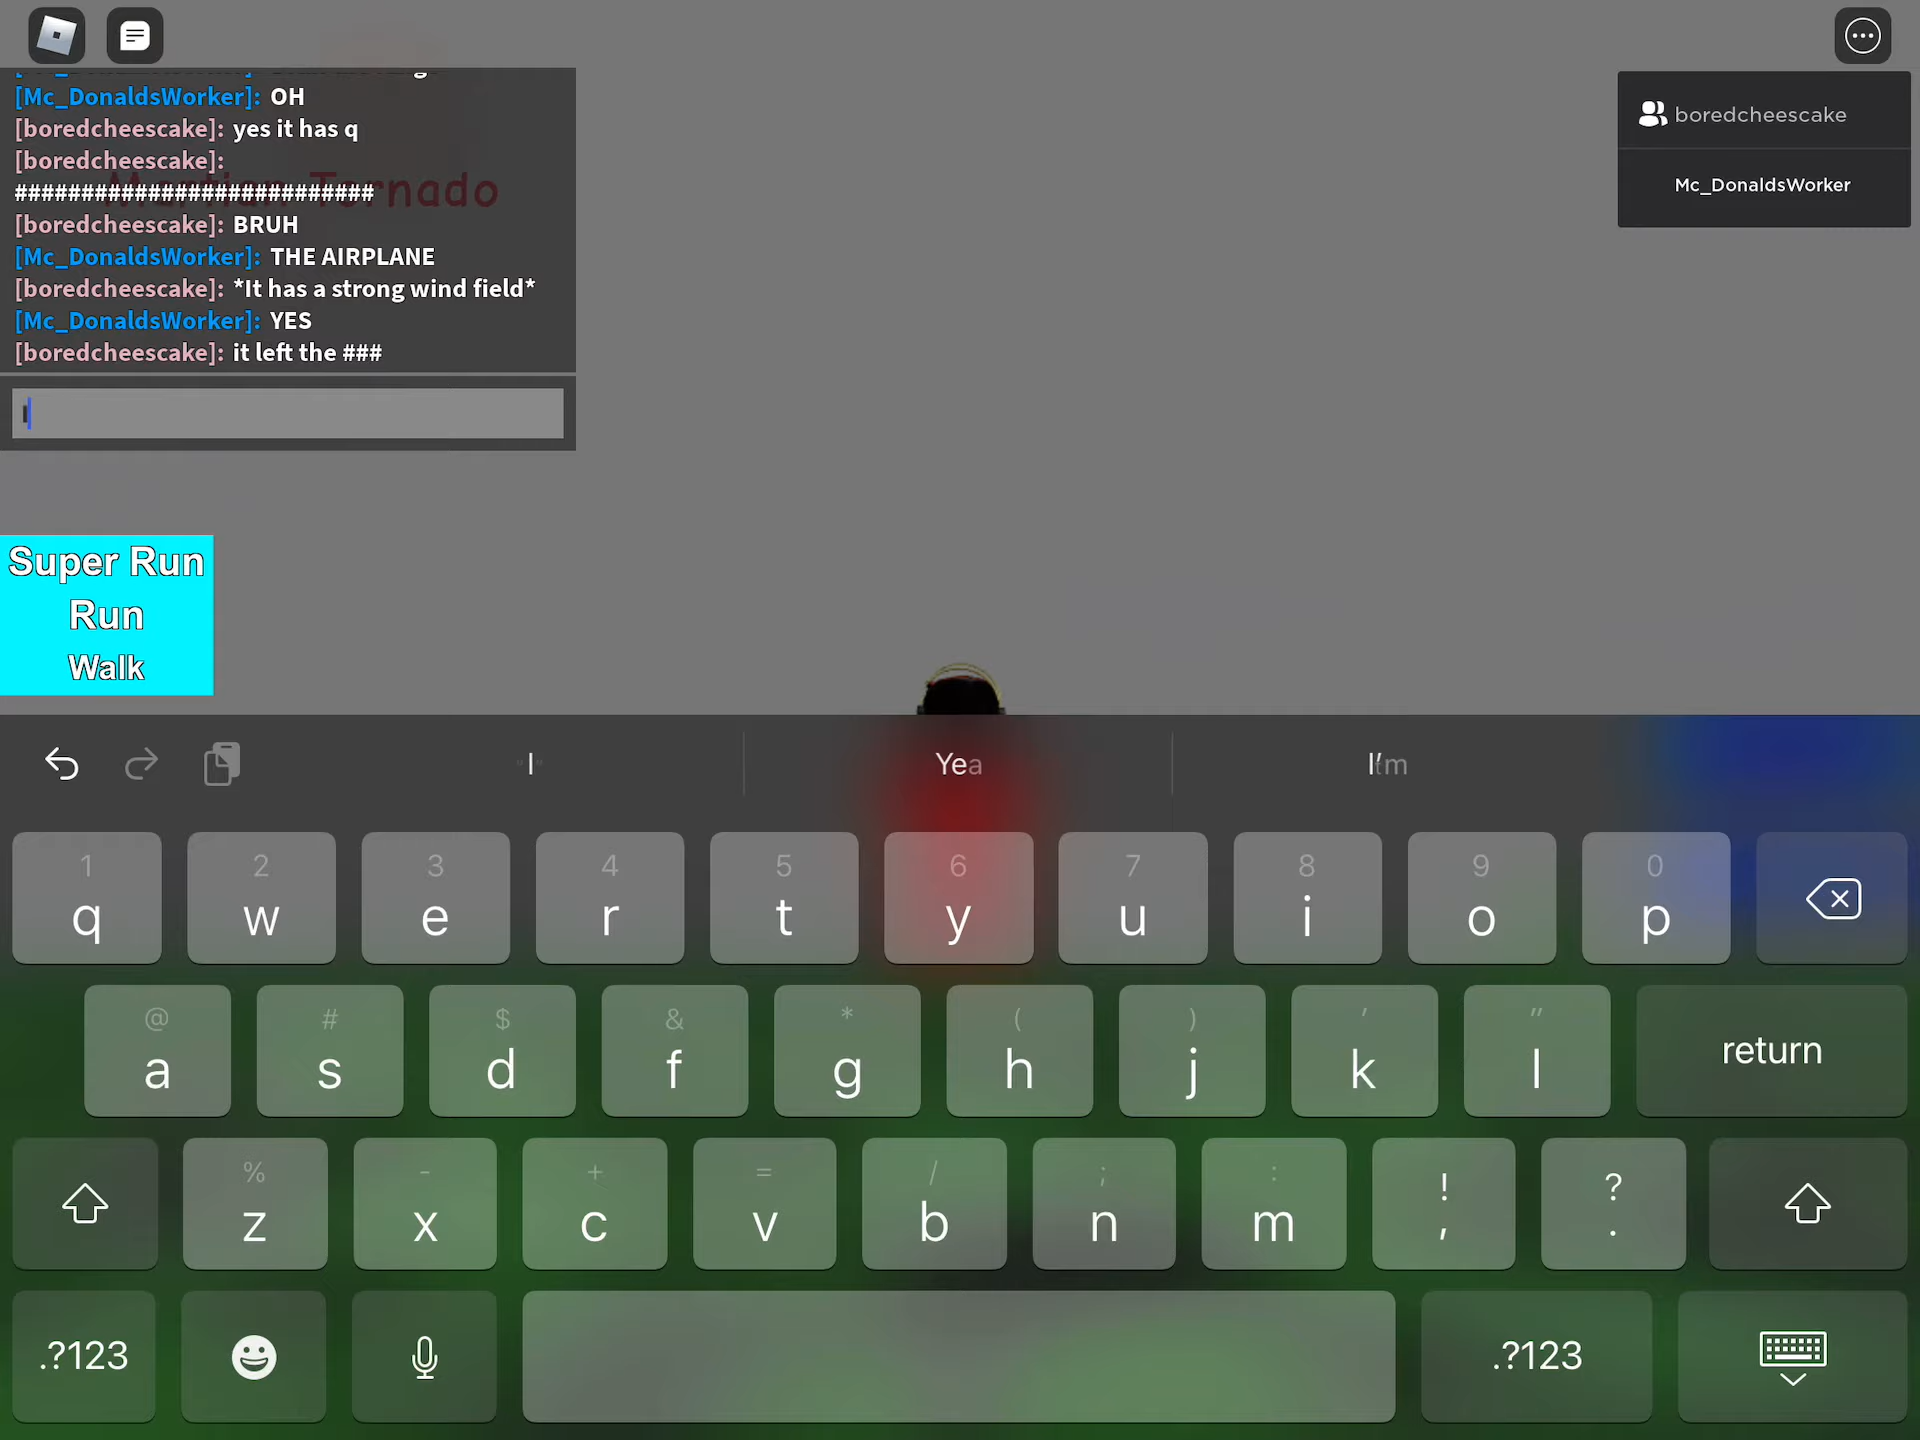 [Mc_DonaldsWorker]: OH
[boredcheescake]: yes it has q
[boredcheescake]:
###########################
Martian Tornado
[boredcheescake]: BRUH
[Mc_DonaldsWorker]: THE AIRPLANE
[boredcheescake]: *It has a strong wind field*
[Mc_DonaldsWorker]: YES
[boredcheescake]: it left the ###
I
boredcheescake
Mc_DonaldsWorker
Super Run
Run
Walk
"I" Yea I'm
1 2 3 4 5 6 7 8 9 0
q w e r t y u i o p
@ # $ & * ( ) ' "
a s d f g h j k l return
% - + = / ; : ! ?
z x c v b n m , .
.?123 .?123